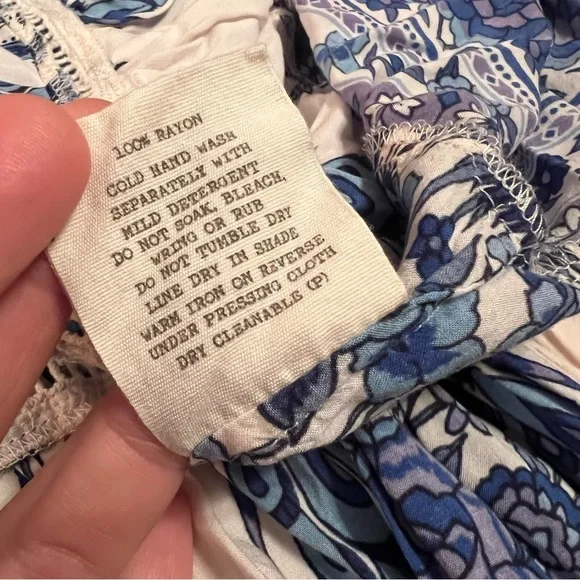 100% RAYON
COLD HAND WASH
SEPARATELY WITH
MILD DETERGENT
DO NOT SOAK, BLEACH,
WRING OR RUB
DO NOT TUMBLE DRY
LINE DRY IN SHADE
WARM IRON ON REVERSE
UNDER PRESSING CLOTH
DRY CLEANABLE (P)